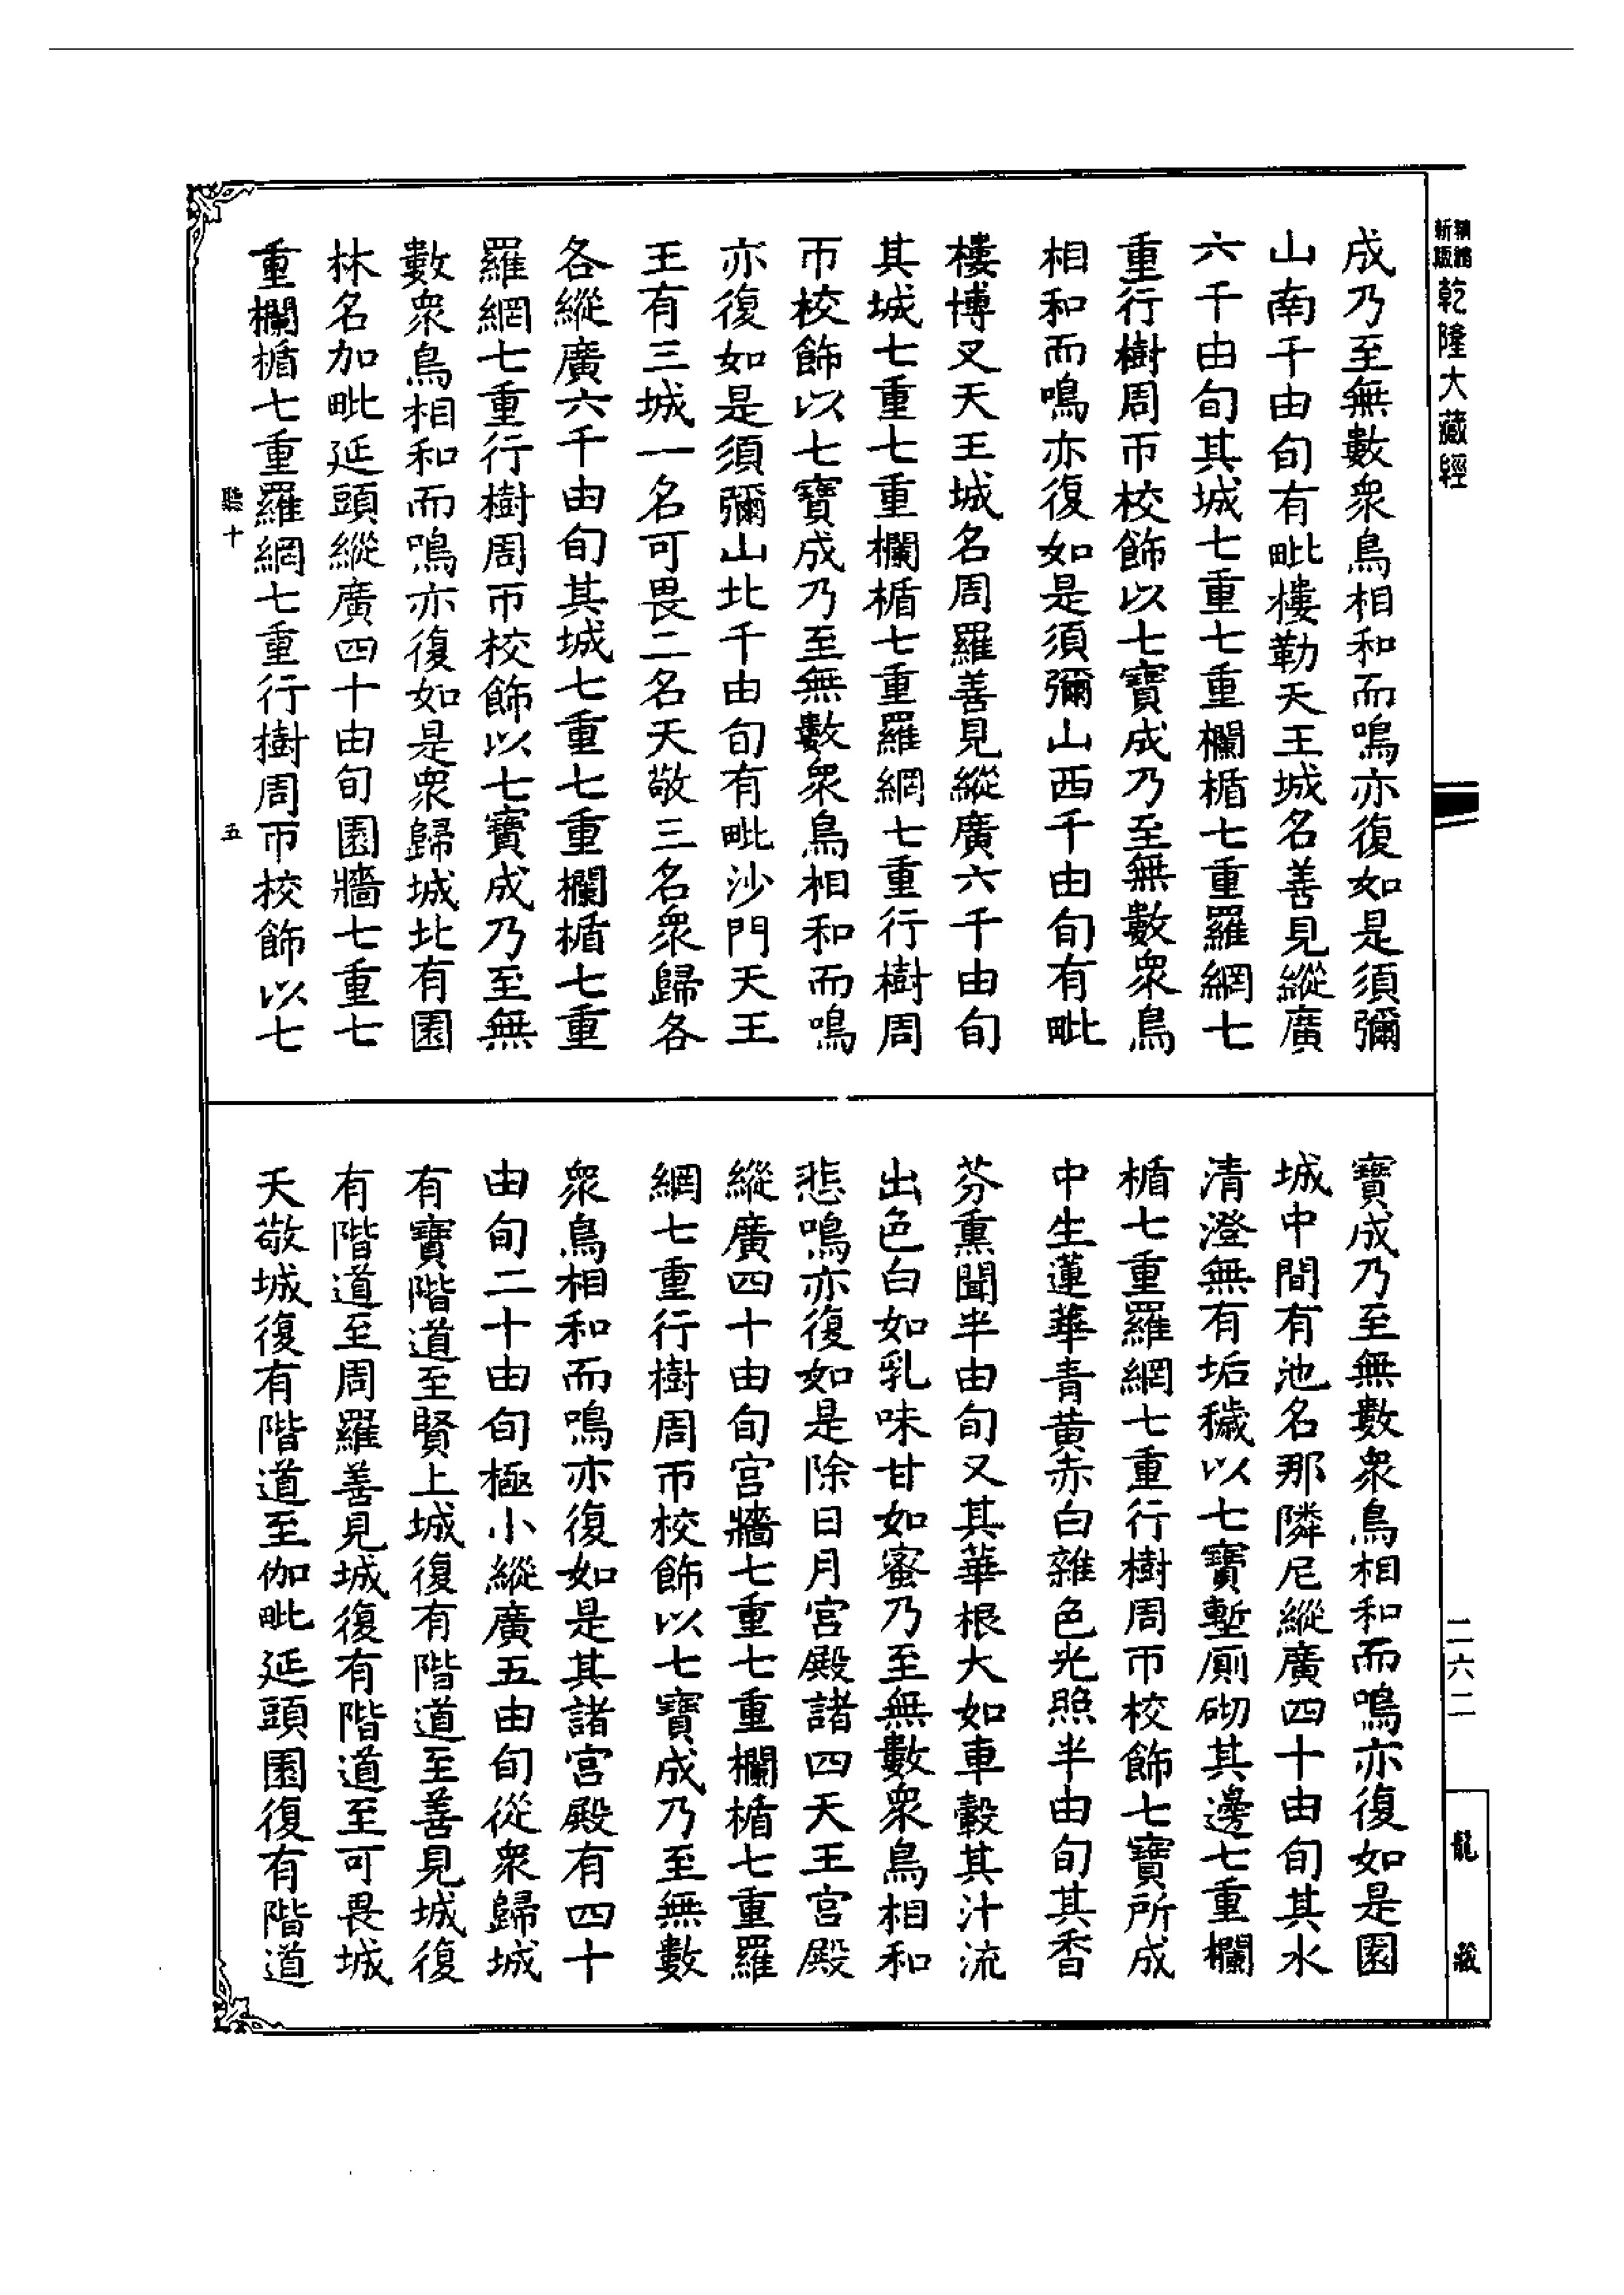 乾隆大藏經
成乃至無數衆鳥相和而鳴亦復如是須彌
山南千由旬有毗樓勒天王城名善見縱廣
六千由旬其城七重七重欄楯七重羅網七
重行樹周帀校飾以七寶成乃至無數衆鳥
相和而鳴亦復如是須彌山西千由旬有毗
樓博叉天王城名周羅善見縱廣六千由旬
其城七重七重欄楯七重羅網七重行樹周
帀校飾以七寶成乃至無數衆鳥相和而鳴
亦復如是須彌山北千由旬有毗沙門天王
王有三城一名可畏二名天敬三名衆歸各
各縱廣六千由旬其城七重七重欄楯七重
羅網七重行樹周帀校飾以七寶成乃至無
數衆鳥相和而鳴亦復如是衆歸城北有園
林名加毗延頭縱廣四十由旬園牆七重七
重欄楯七重羅網七重行樹周帀校飾以七
聽十
五
寶成乃至無數衆鳥相和而鳴亦復如是園
城中間有池名那隣尼縱廣四十由旬其水
清澄無有垢穢以七寶塹厠砌其邊七重欄
楯七重羅網七重行樹周帀校飾七寶所成
中生蓮華青黄赤白雜色光照半由旬其香
芬熏聞半由旬又其華根大如車轂其汁流
出色白如乳味甘如蜜乃至無數衆鳥相和
悲鳴亦復如是除日月宫殿諸四天王宫殿
縱廣四十由旬宫牆七重七重欄楯七重羅
網七重行樹周帀校飾以七寶成乃至無數
衆鳥相和而鳴亦復如是其諸宫殿有四十
由旬二十由旬極小縱廣五由旬從衆歸城
有寶階道至賢上城復有階道至善見城復
有階道至周羅善見城復有階道至可畏城
天敬城復有階道至伽毗延頭園復有階道
二六二
龍藏